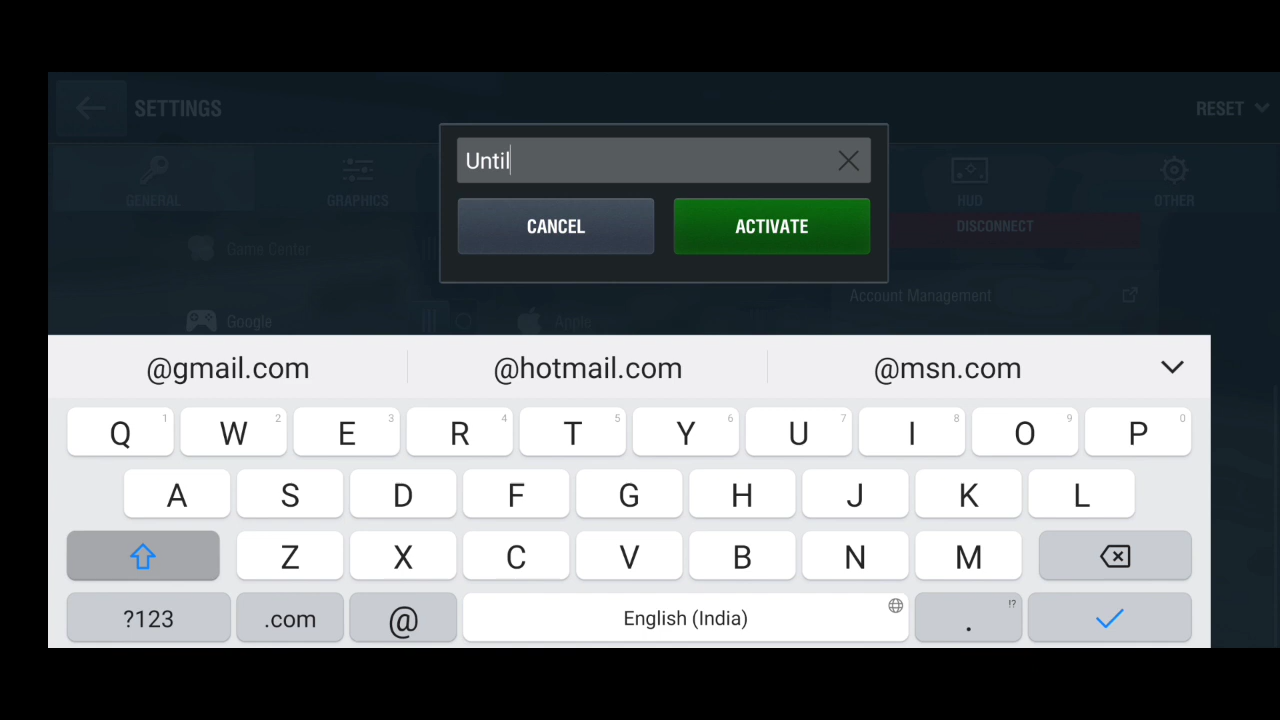 SETTINGS
RESET
Until
GENERAL
GRAPHICS
HUD
OTHER
CANCEL
ACTIVATE
DISCONNECT
Game Center
Account Management
Google
Apple
@gmail.com
@hotmail.com
@msn.com
Q 1 W 2 E 3 R 4 T 5 Y 6 U 7 I 8 O 9 P 0
A S D F G H J K L
Z X C V B N M
?123 .com @ English (India) . !?